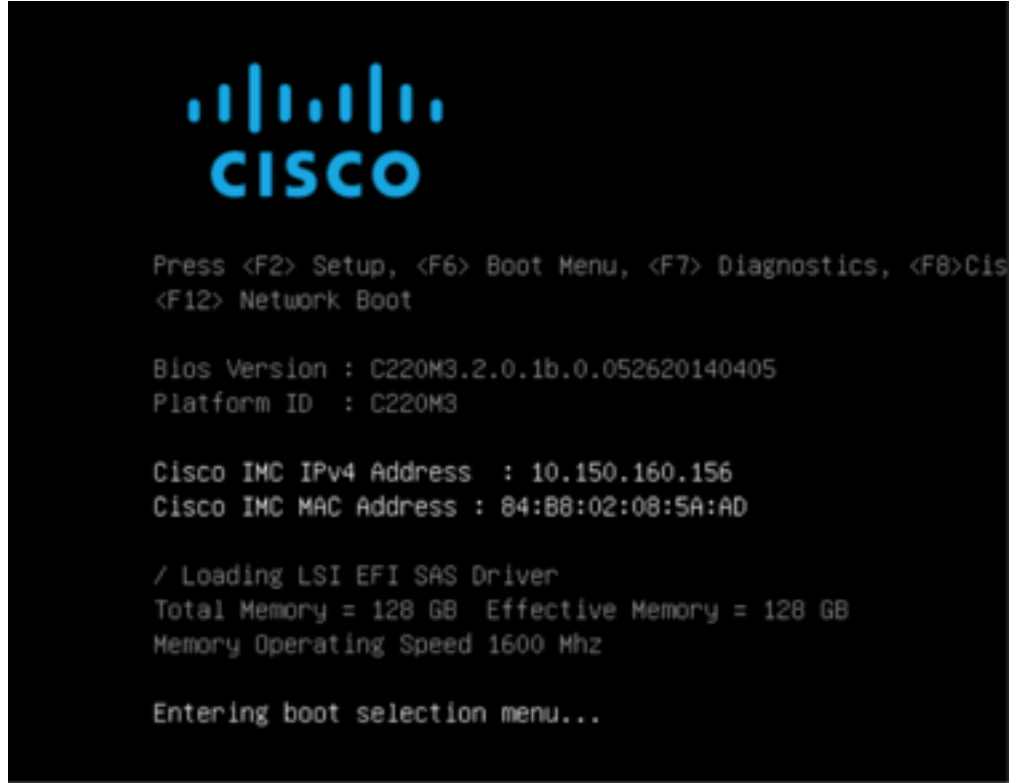 CISCO
Press <F2> Setup, <F6> Boot Menu, <F7> Diagnostics, <F8>Cis
<F12> Network Boot
Bios Version : C220M3.2.0.1b.0.052620140405
Platform ID  : C220M3
Cisco IMC IPv4 Address  : 10.150.160.156
Cisco IMC MAC Address : 84:B8:02:08:5A:AD
/ Loading LSI EFI SAS Driver
Total Memory = 128 GB  Effective Memory = 128 GB
Memory Operating Speed 1600 Mhz
Entering boot selection menu...